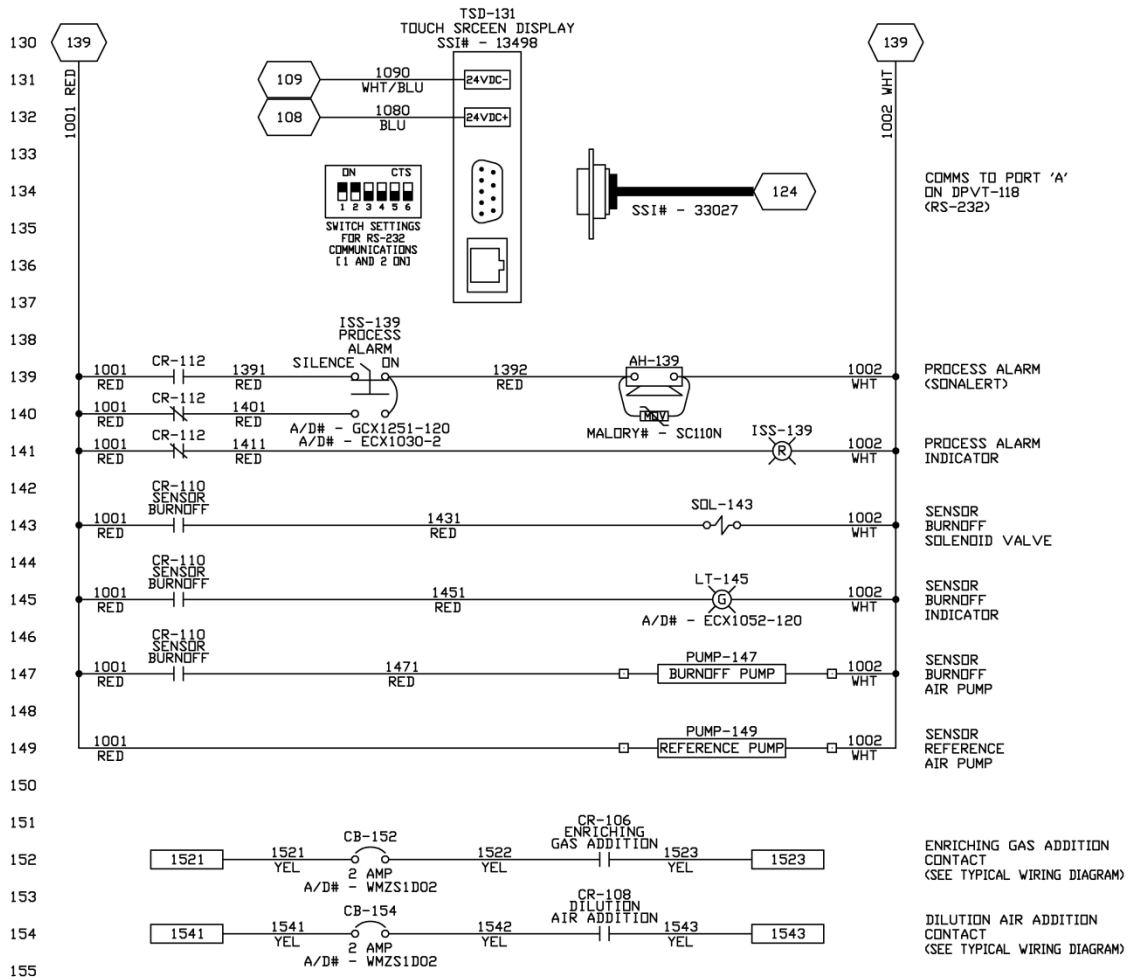 TSD-131
TOUCH SRCEEN DISPLAY
SSI# - 13498
130
139
139
131
109
1090
WHT/BLU
24VDC-
1001 RED
1002 WHT
132
108
1080
BLU
24VDC+
133
ON CTS
134
1 2 3 4 5 6
124
SSI# - 33027
COMMS TO PORT 'A'
ON DPVT-118
(RS-232)
135
SWITCH SETTINGS
FOR RS-232
COMMUNICATIONS
[1 AND 2 ON]
136
137
138
ISS-139
PROCESS
ALARM
SILENCE ON
139
1001
RED
CR-112
1391
RED
1392
RED
AH-139
1002
WHT
PROCESS ALARM
(SONALERT)
140
1001
RED
CR-112
1401
RED
MOV
A/D# - GCX1251-120
A/D# - ECX1030-2
MALORY# - SC110N
141
1001
RED
CR-112
1411
RED
ISS-139
R
1002
WHT
PROCESS ALARM
INDICATOR
142
CR-110
SENSOR
BURNOFF
143
1001
RED
1431
RED
SOL-143
1002
WHT
SENSOR
BURNOFF
SOLENOID VALVE
144
CR-110
SENSOR
BURNOFF
145
1001
RED
1451
RED
LT-145
G
A/D# - ECX1052-120
1002
WHT
SENSOR
BURNOFF
INDICATOR
146
CR-110
SENSOR
BURNOFF
147
1001
RED
1471
RED
PUMP-147
BURNOFF PUMP
1002
WHT
SENSOR
BURNOFF
AIR PUMP
148
149
1001
RED
PUMP-149
REFERENCE PUMP
1002
WHT
SENSOR
REFERENCE
AIR PUMP
150
151
152
1521
1521
YEL
CB-152
2 AMP
A/D# - WMZS1D02
1522
YEL
CR-106
ENRICHING
GAS ADDITION
1523
YEL
1523
ENRICHING GAS ADDITION
CONTACT
(SEE TYPICAL WIRING DIAGRAM)
153
154
1541
1541
YEL
CB-154
2 AMP
A/D# - WMZS1D02
1542
YEL
CR-108
DILUTION
AIR ADDITION
1543
YEL
1543
DILUTION AIR ADDITION
CONTACT
(SEE TYPICAL WIRING DIAGRAM)
155